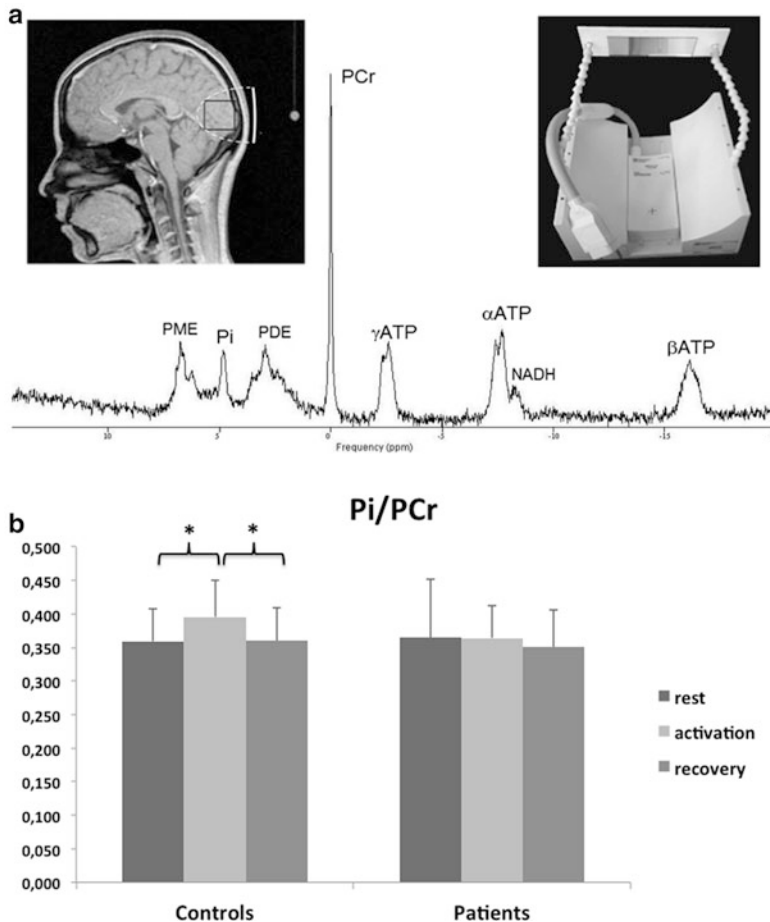 a
PCr
PME
Pi
PDE
γATP
αATP
NADH
βATP
10
5
0
-5
-10
-15
Frequency (ppm)
b
Pi/PCr
* *
0,500
0,450
0,400
0,350
0,300
0,250
0,200
0,150
0,100
0,050
0,000
rest
activation
recovery
Controls Patients